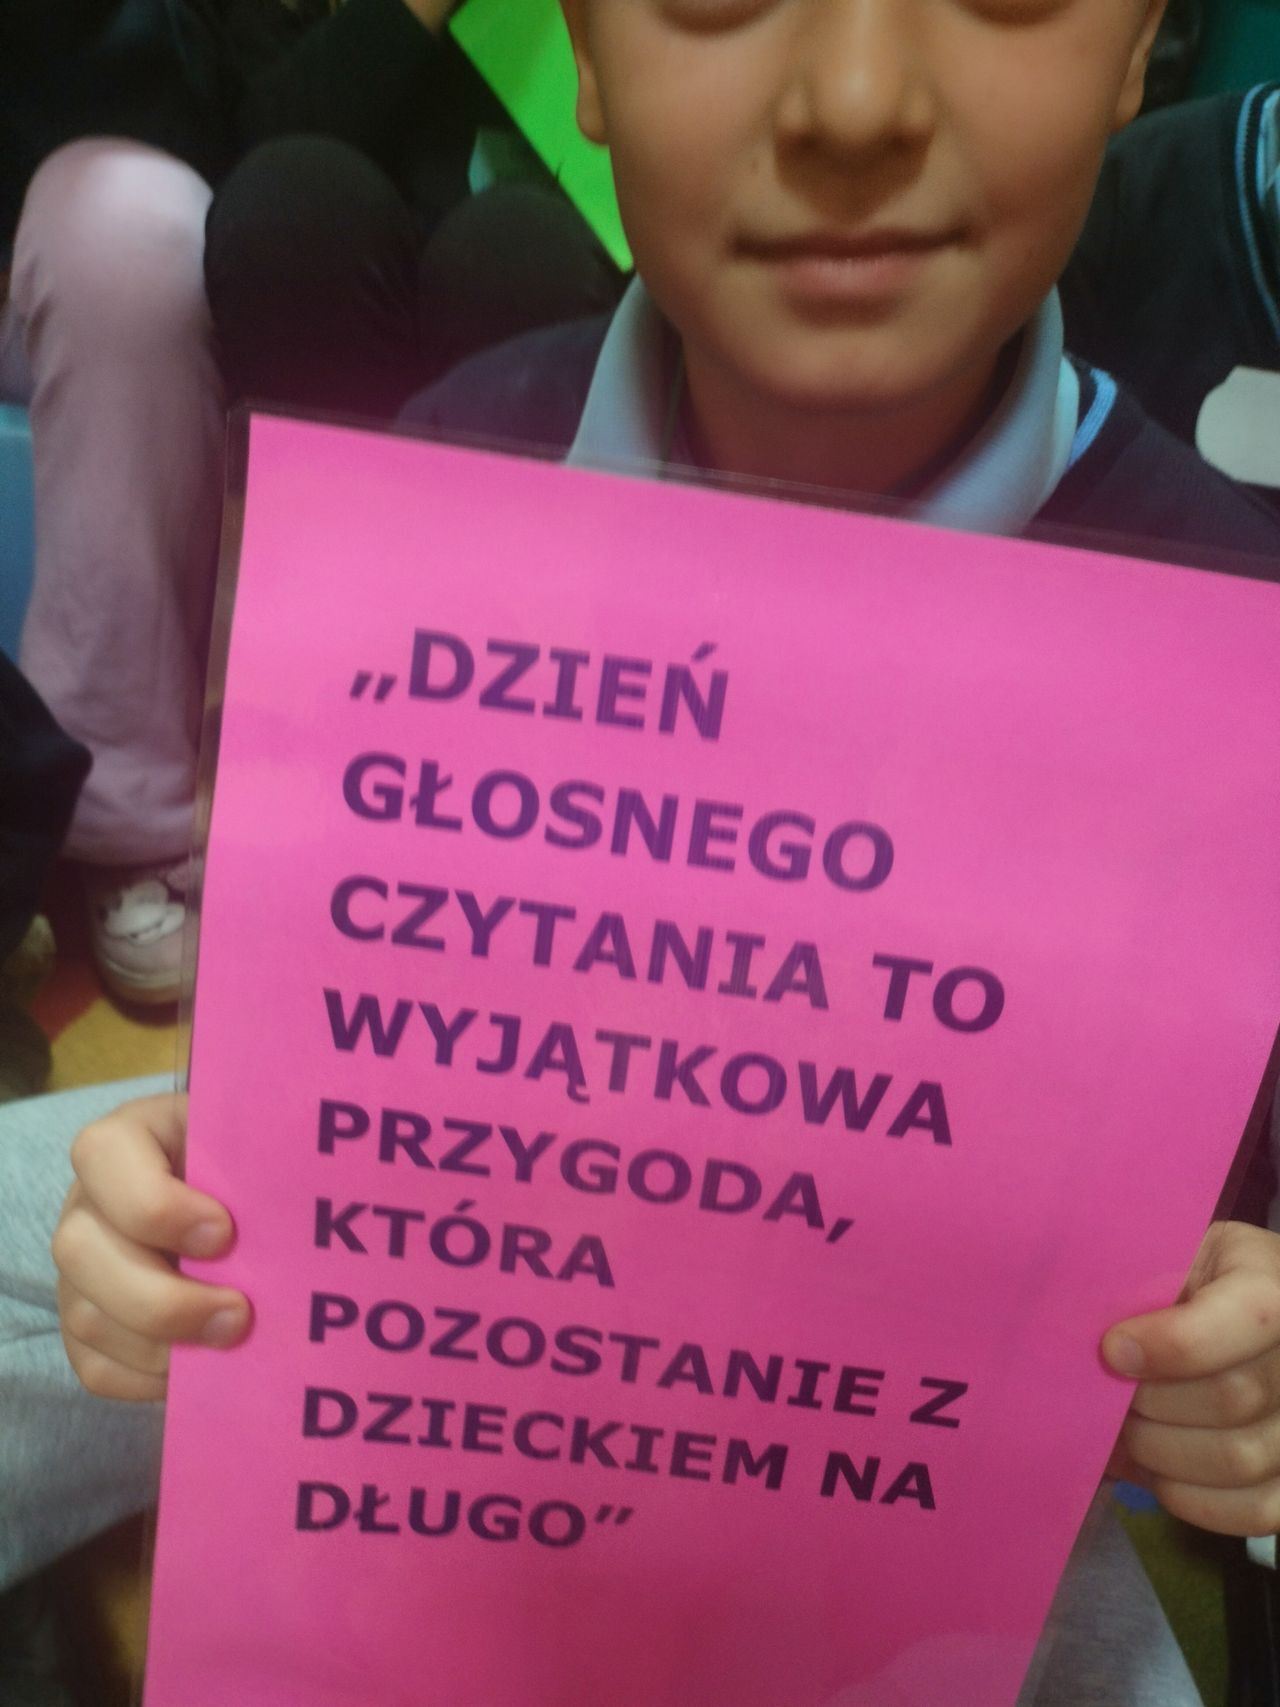 „DZIEŃ
GŁOSNEGO
CZYTANIA TO
WYJĄTKOWA
PRZYGODA,
KTÓRA
POZOSTANIE Z
DZIECKIEM NA
DŁUGO”